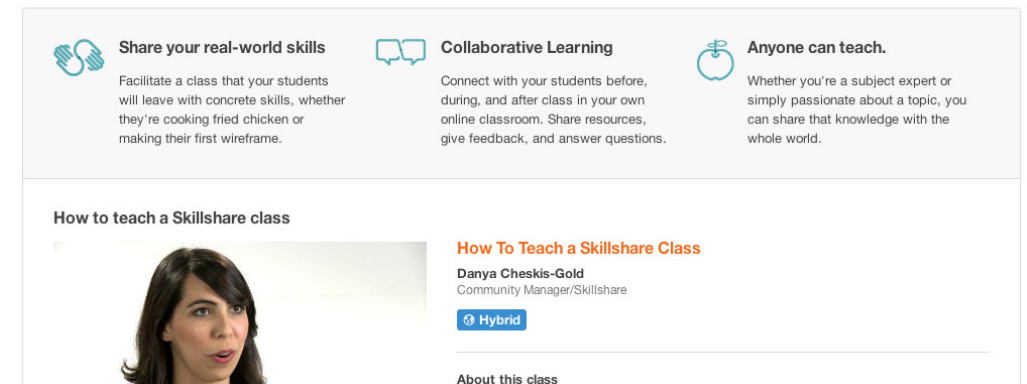 Share your real-world skills
Facilitate a class that your students
will leave with concrete skills, whether
they're cooking fried chicken or
making their first wireframe.
Collaborative Learning
Connect with your students before,
during, and after class in your own
online classroom. Share resources,
give feedback, and answer questions.
Anyone can teach.
Whether you're a subject expert or
simply passionate about a topic, you
can share that knowledge with the
whole world.
How to teach a Skillshare class
How To Teach a Skillshare Class
Danya Cheskis-Gold
Community Manager/Skillshare
Hybrid
About this class